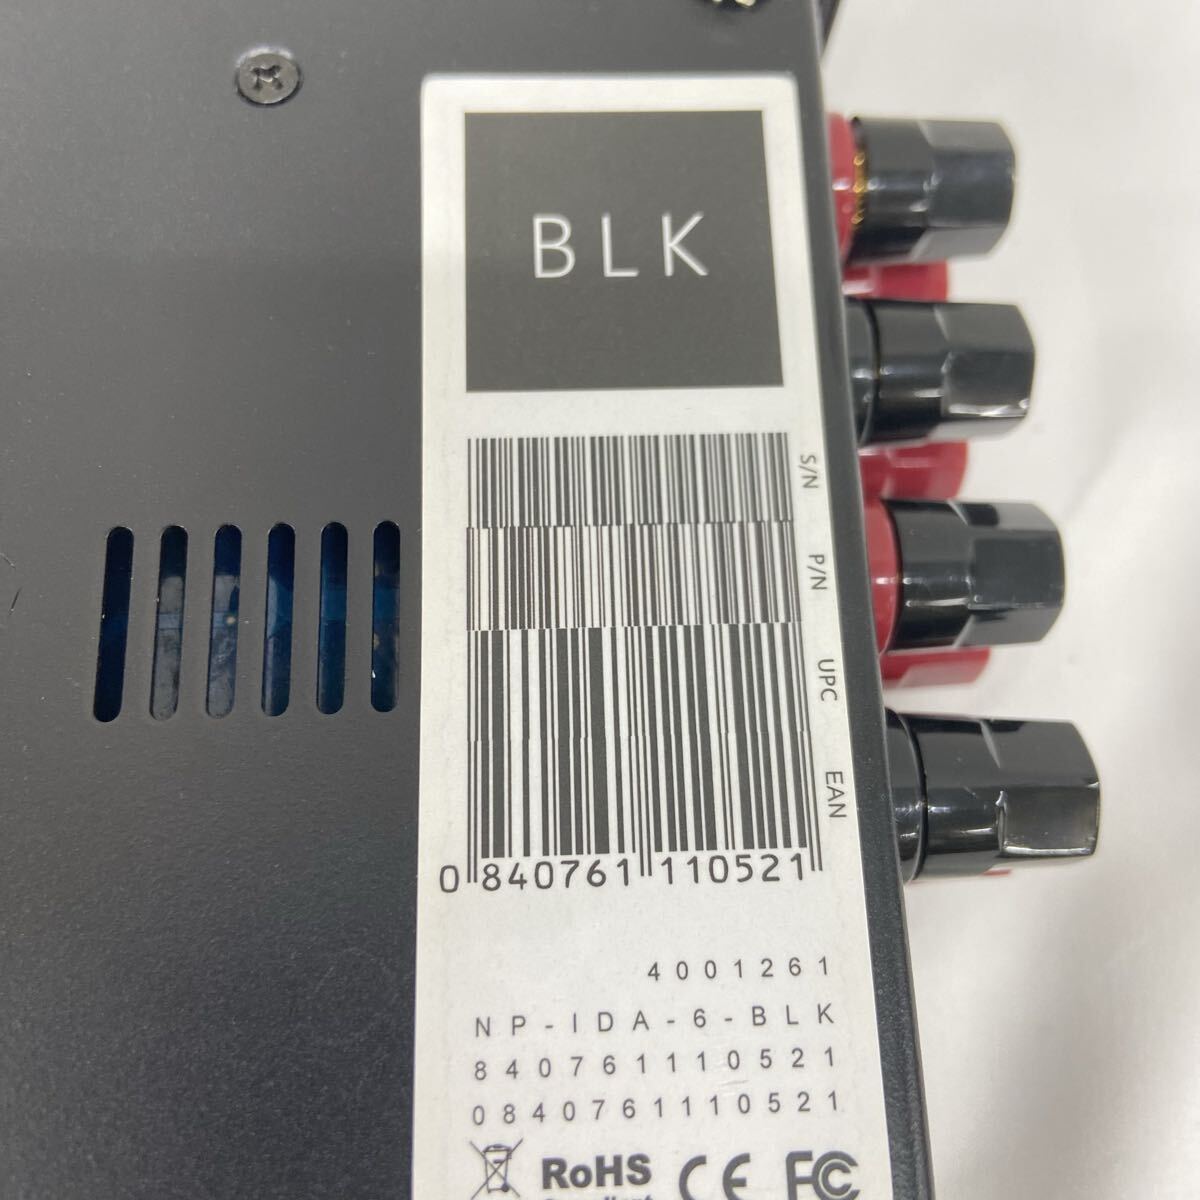 BLK
S/N
P/N
UPC
EAN
0 840761 110521
4001261
NP-IDA-6-BLK
840761110521
0840761110521
RoHS
CE FC